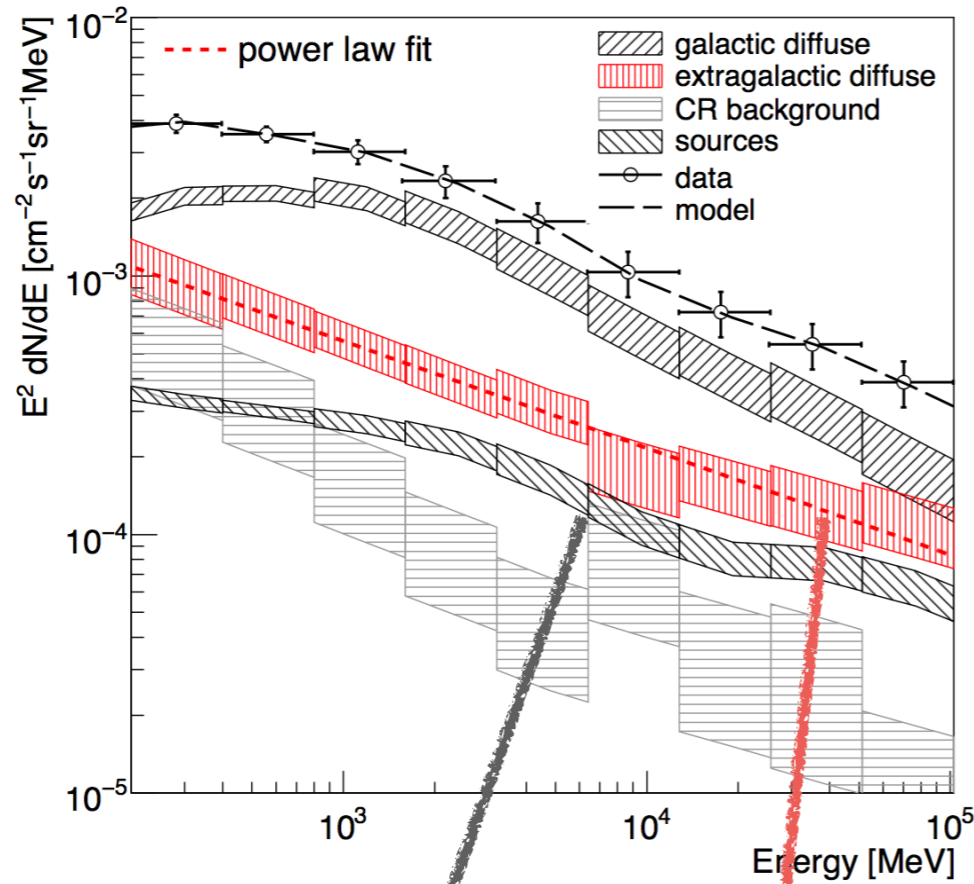 10⁻²
power law fit
galactic diffuse
extragalactic diffuse
CR background
sources
data
model
E² dN/dE [cm⁻²s⁻¹sr⁻¹MeV]
10⁻³
10⁻⁴
10⁻⁵
10³
10⁴
10⁵
Energy [MeV]